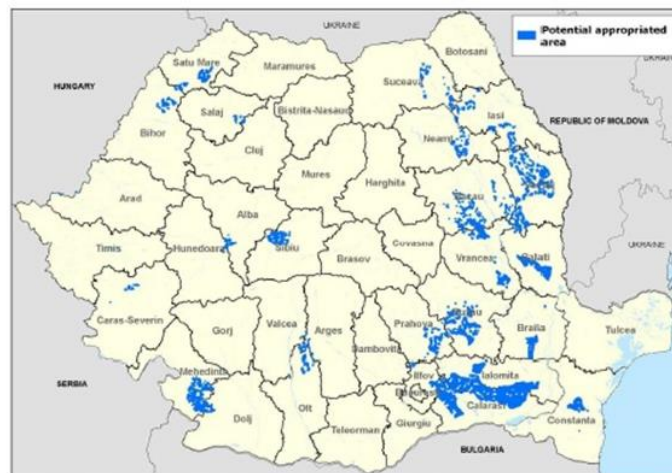 UKRAINE
Potential appropriated
area
Satu Mare
Maramures
Botosani
Suceava
HUNGARY
Salaj
Bistrita-Nasaud
Iasi
REPUBLIC OF MOLDOVA
Bihor
Cluj
Neamt
Mures
Harghita
Arad
Alba
Bacau
UKRAINE
Timis
Hunedoara
Sibiu
Brasov
Covasna
Vrancea
Galati
Caras-Severin
Gorj
Valcea
Arges
Prahova
Buzau
Braila
Tulcea
Dambovita
Mehedinti
Ilfov
Ialomita
SERBIA
Dolj
Olt
Teleorman
Giurgiu
Calarasi
Constanta
BULGARIA